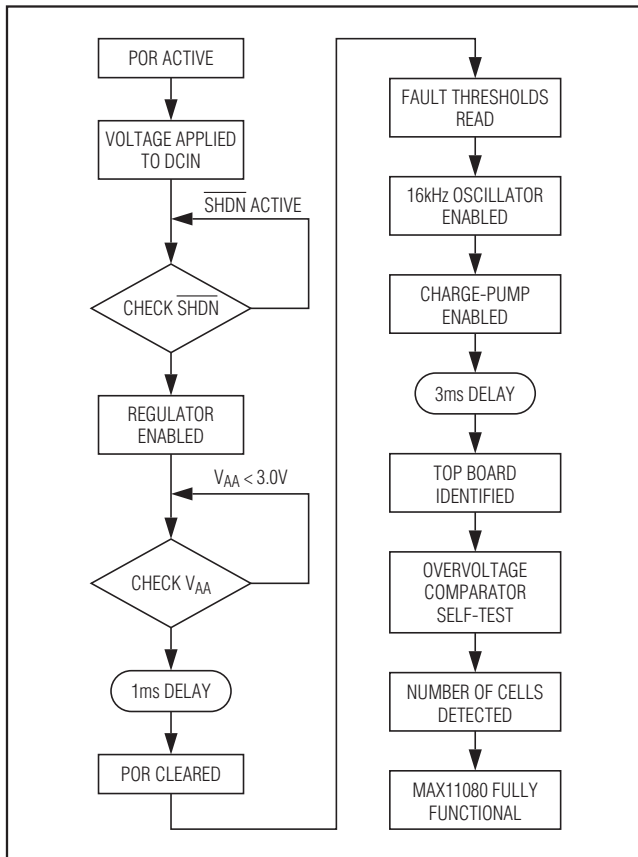 POR ACTIVE
VOLTAGE APPLIED
TO DCIN
SHDN ACTIVE
CHECK SHDN
REGULATOR
ENABLED
VAA < 3.0V
CHECK VAA
1ms DELAY
POR CLEARED
FAULT THRESHOLDS
READ
16kHz OSCILLATOR
ENABLED
CHARGE-PUMP
ENABLED
3ms DELAY
TOP BOARD
IDENTIFIED
OVERVOLTAGE
COMPARATOR
SELF-TEST
NUMBER OF CELLS
DETECTED
MAX11080 FULLY
FUNCTIONAL